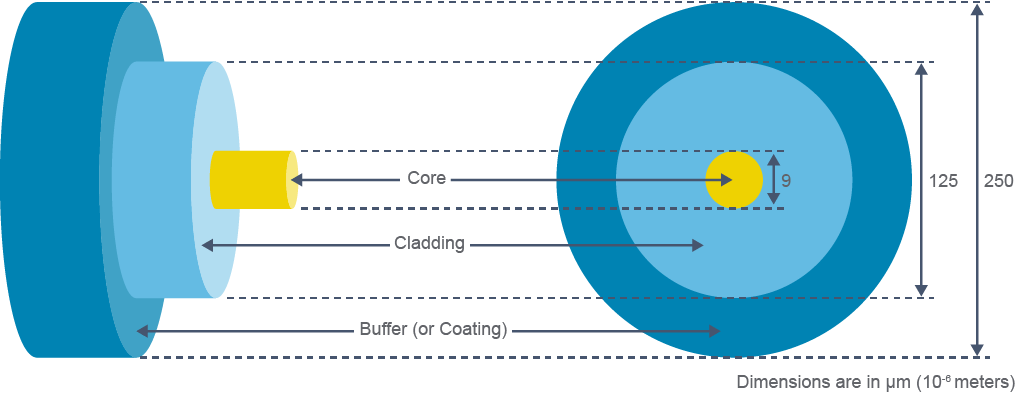 Core
9
125
250
Cladding
Buffer (or Coating)
Dimensions are in µm (10⁻⁶ meters)